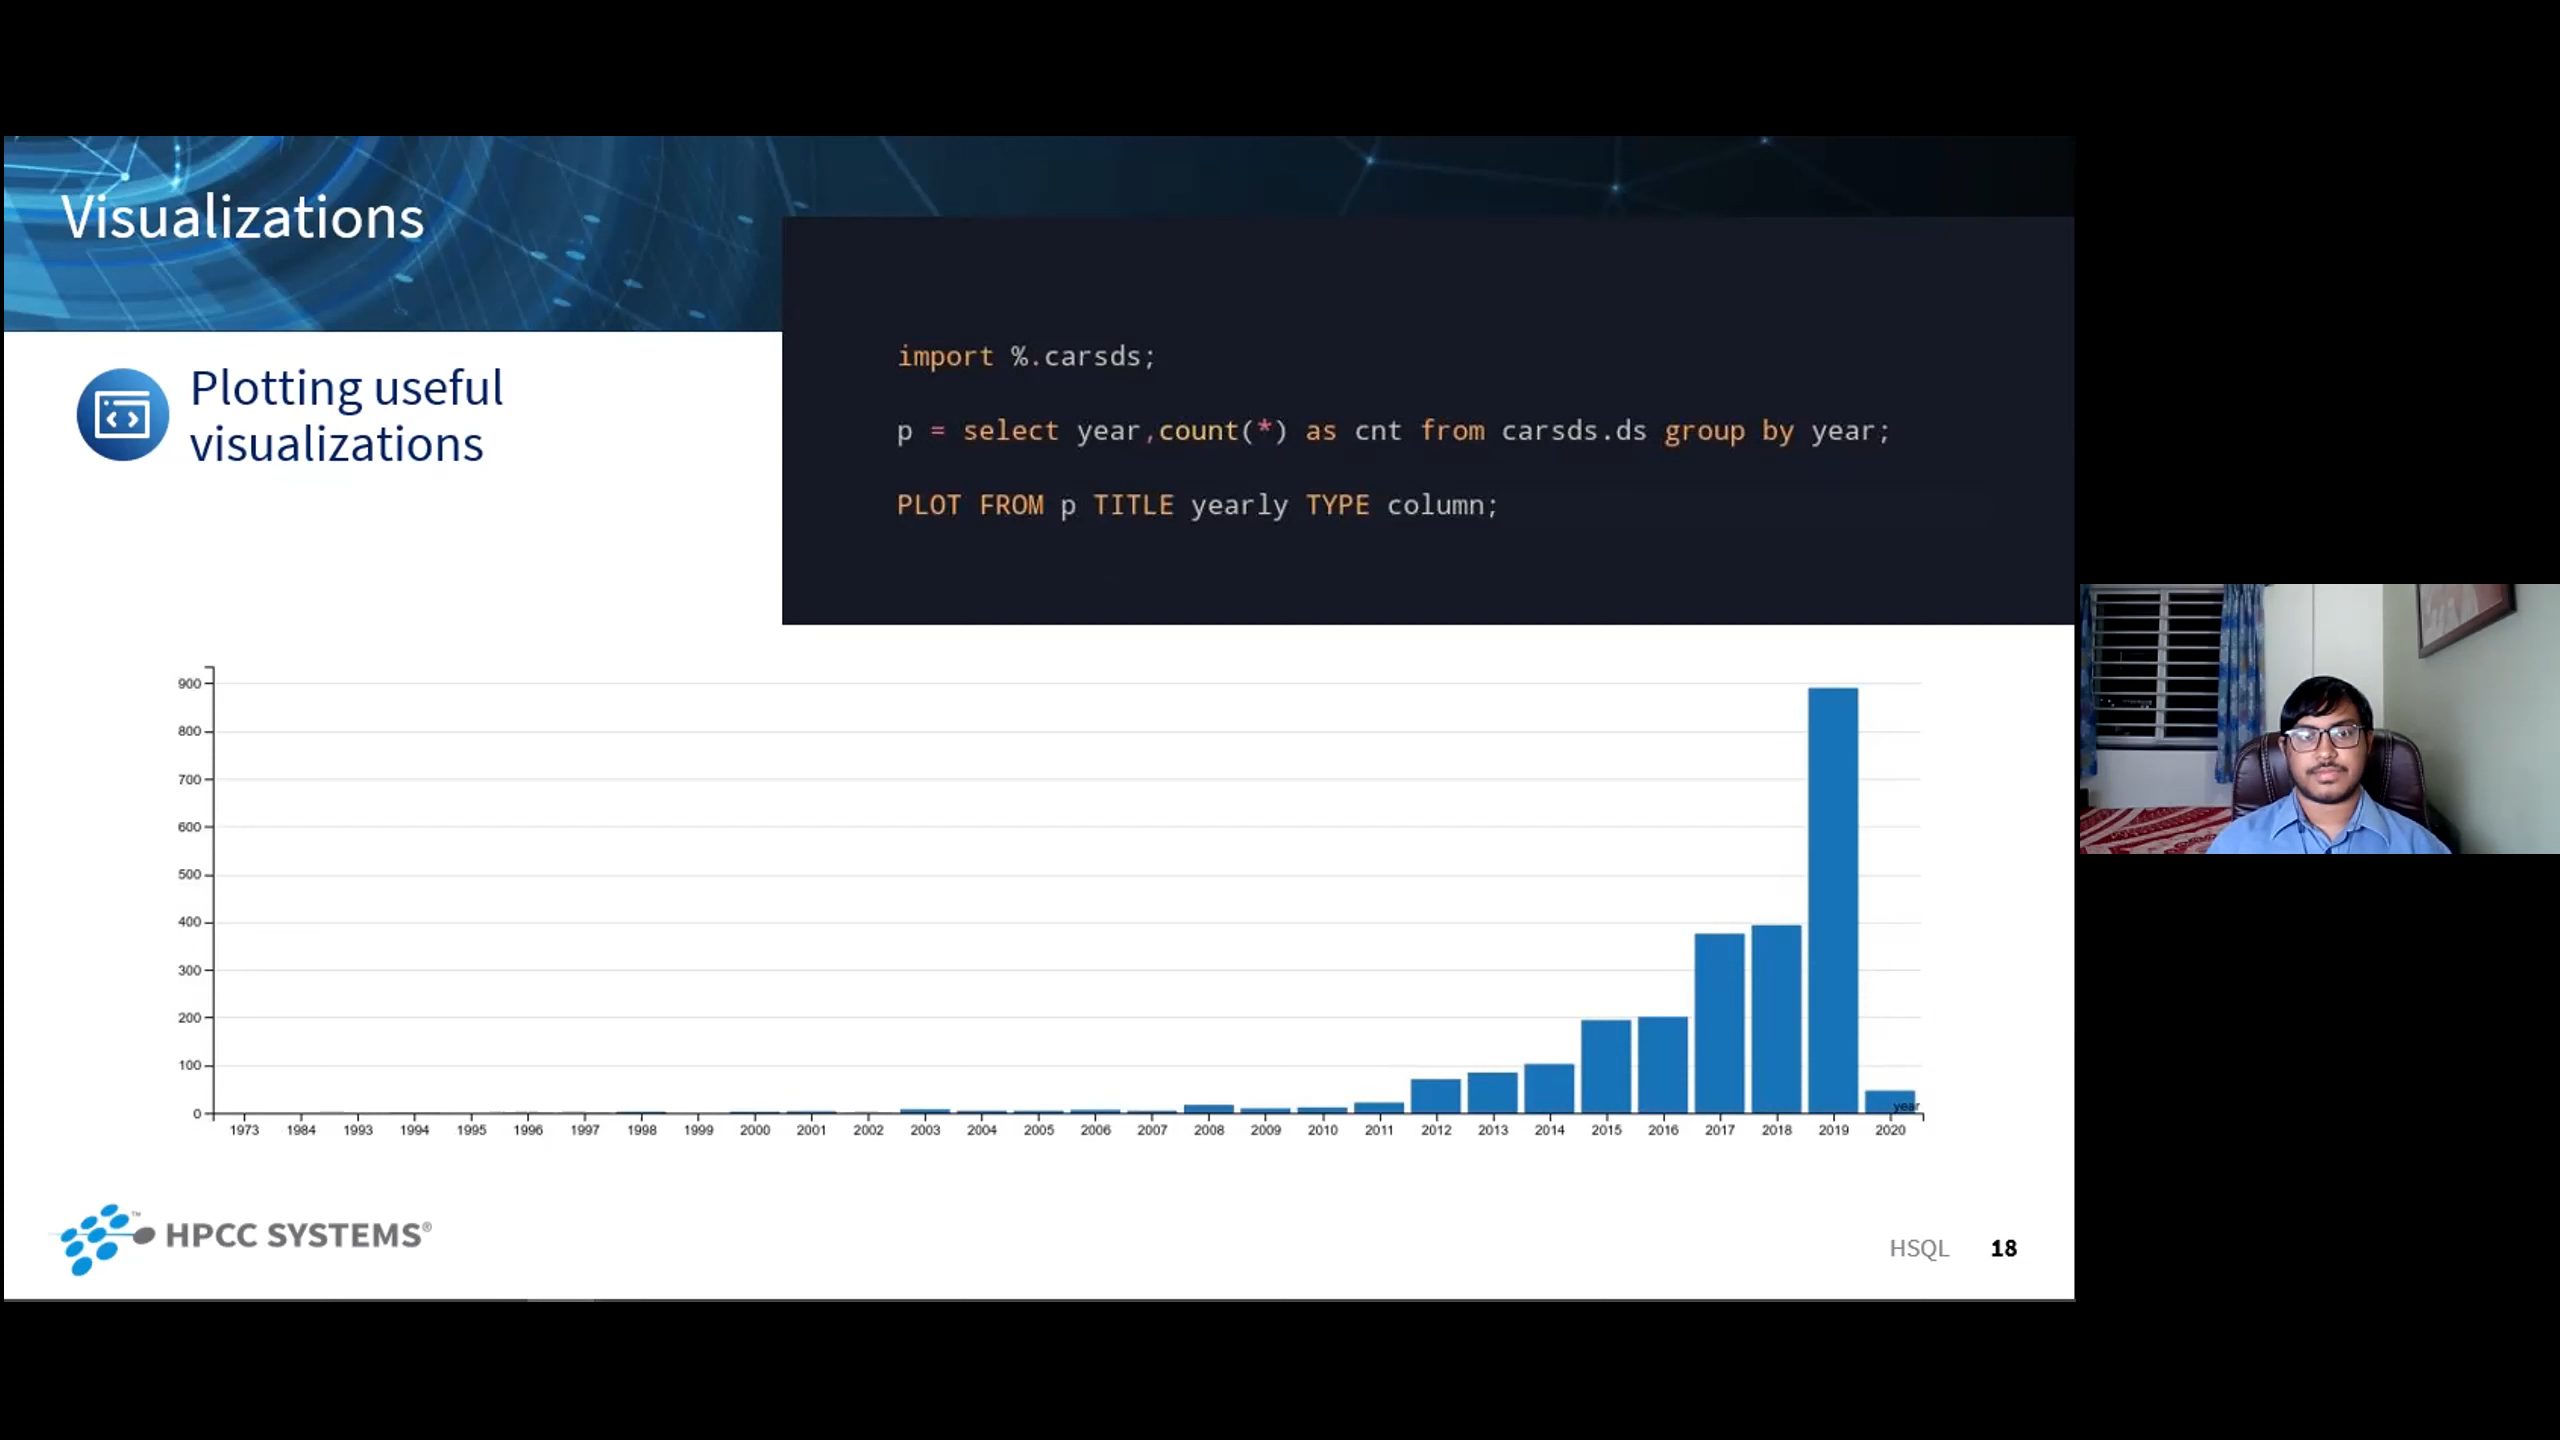 Visualizations
import %.carsds;
p = select year,count(*) as cnt from carsds.ds group by year;
PLOT FROM p TITLE yearly TYPE column;
Plotting useful
visualizations
900
800
700
600
500
400
300
200
100
0
year
1973 1984 1993 1994 1995 1996 1997 1998 1999 2000 2001 2002 2003 2004 2005 2006 2007 2008 2009 2010 2011 2012 2013 2014 2015 2016 2017 2018 2019 2020
™ HPCC SYSTEMS®
HSQL 18